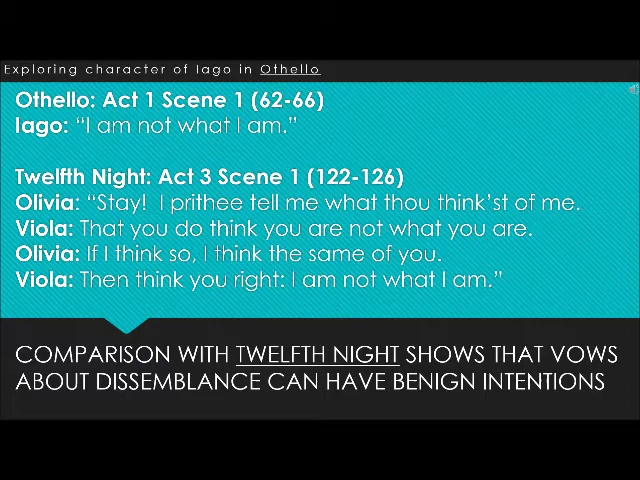 Exploring character of Iago in Othello
Othello: Act 1 Scene 1 (62-66)
Iago: “I am not what I am.”
Twelfth Night: Act 3 Scene 1 (122-126)
Olivia: “Stay! I prithee tell me what thou think’st of me.
Viola: That you do think you are not what you are.
Olivia: If I think so, I think the same of you.
Viola: Then think you right: I am not what I am.”
COMPARISON WITH TWELFTH NIGHT SHOWS THAT VOWS
ABOUT DISSEMBLANCE CAN HAVE BENIGN INTENTIONS